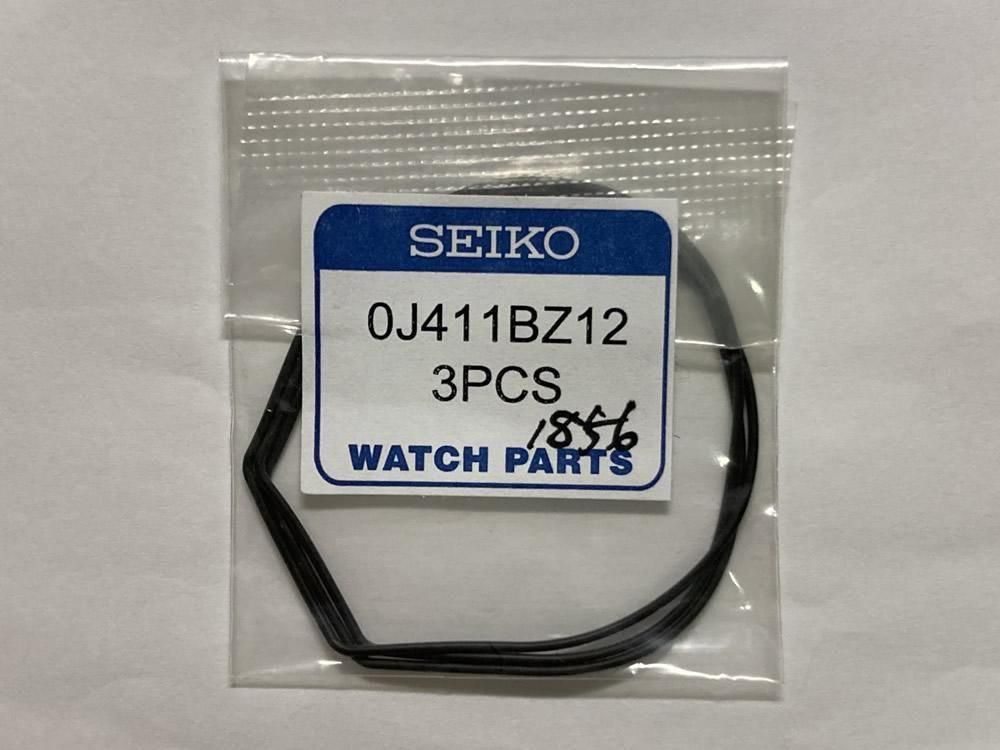 SEIKO
0J411BZ12
3PCS
1856
WATCH PARTS